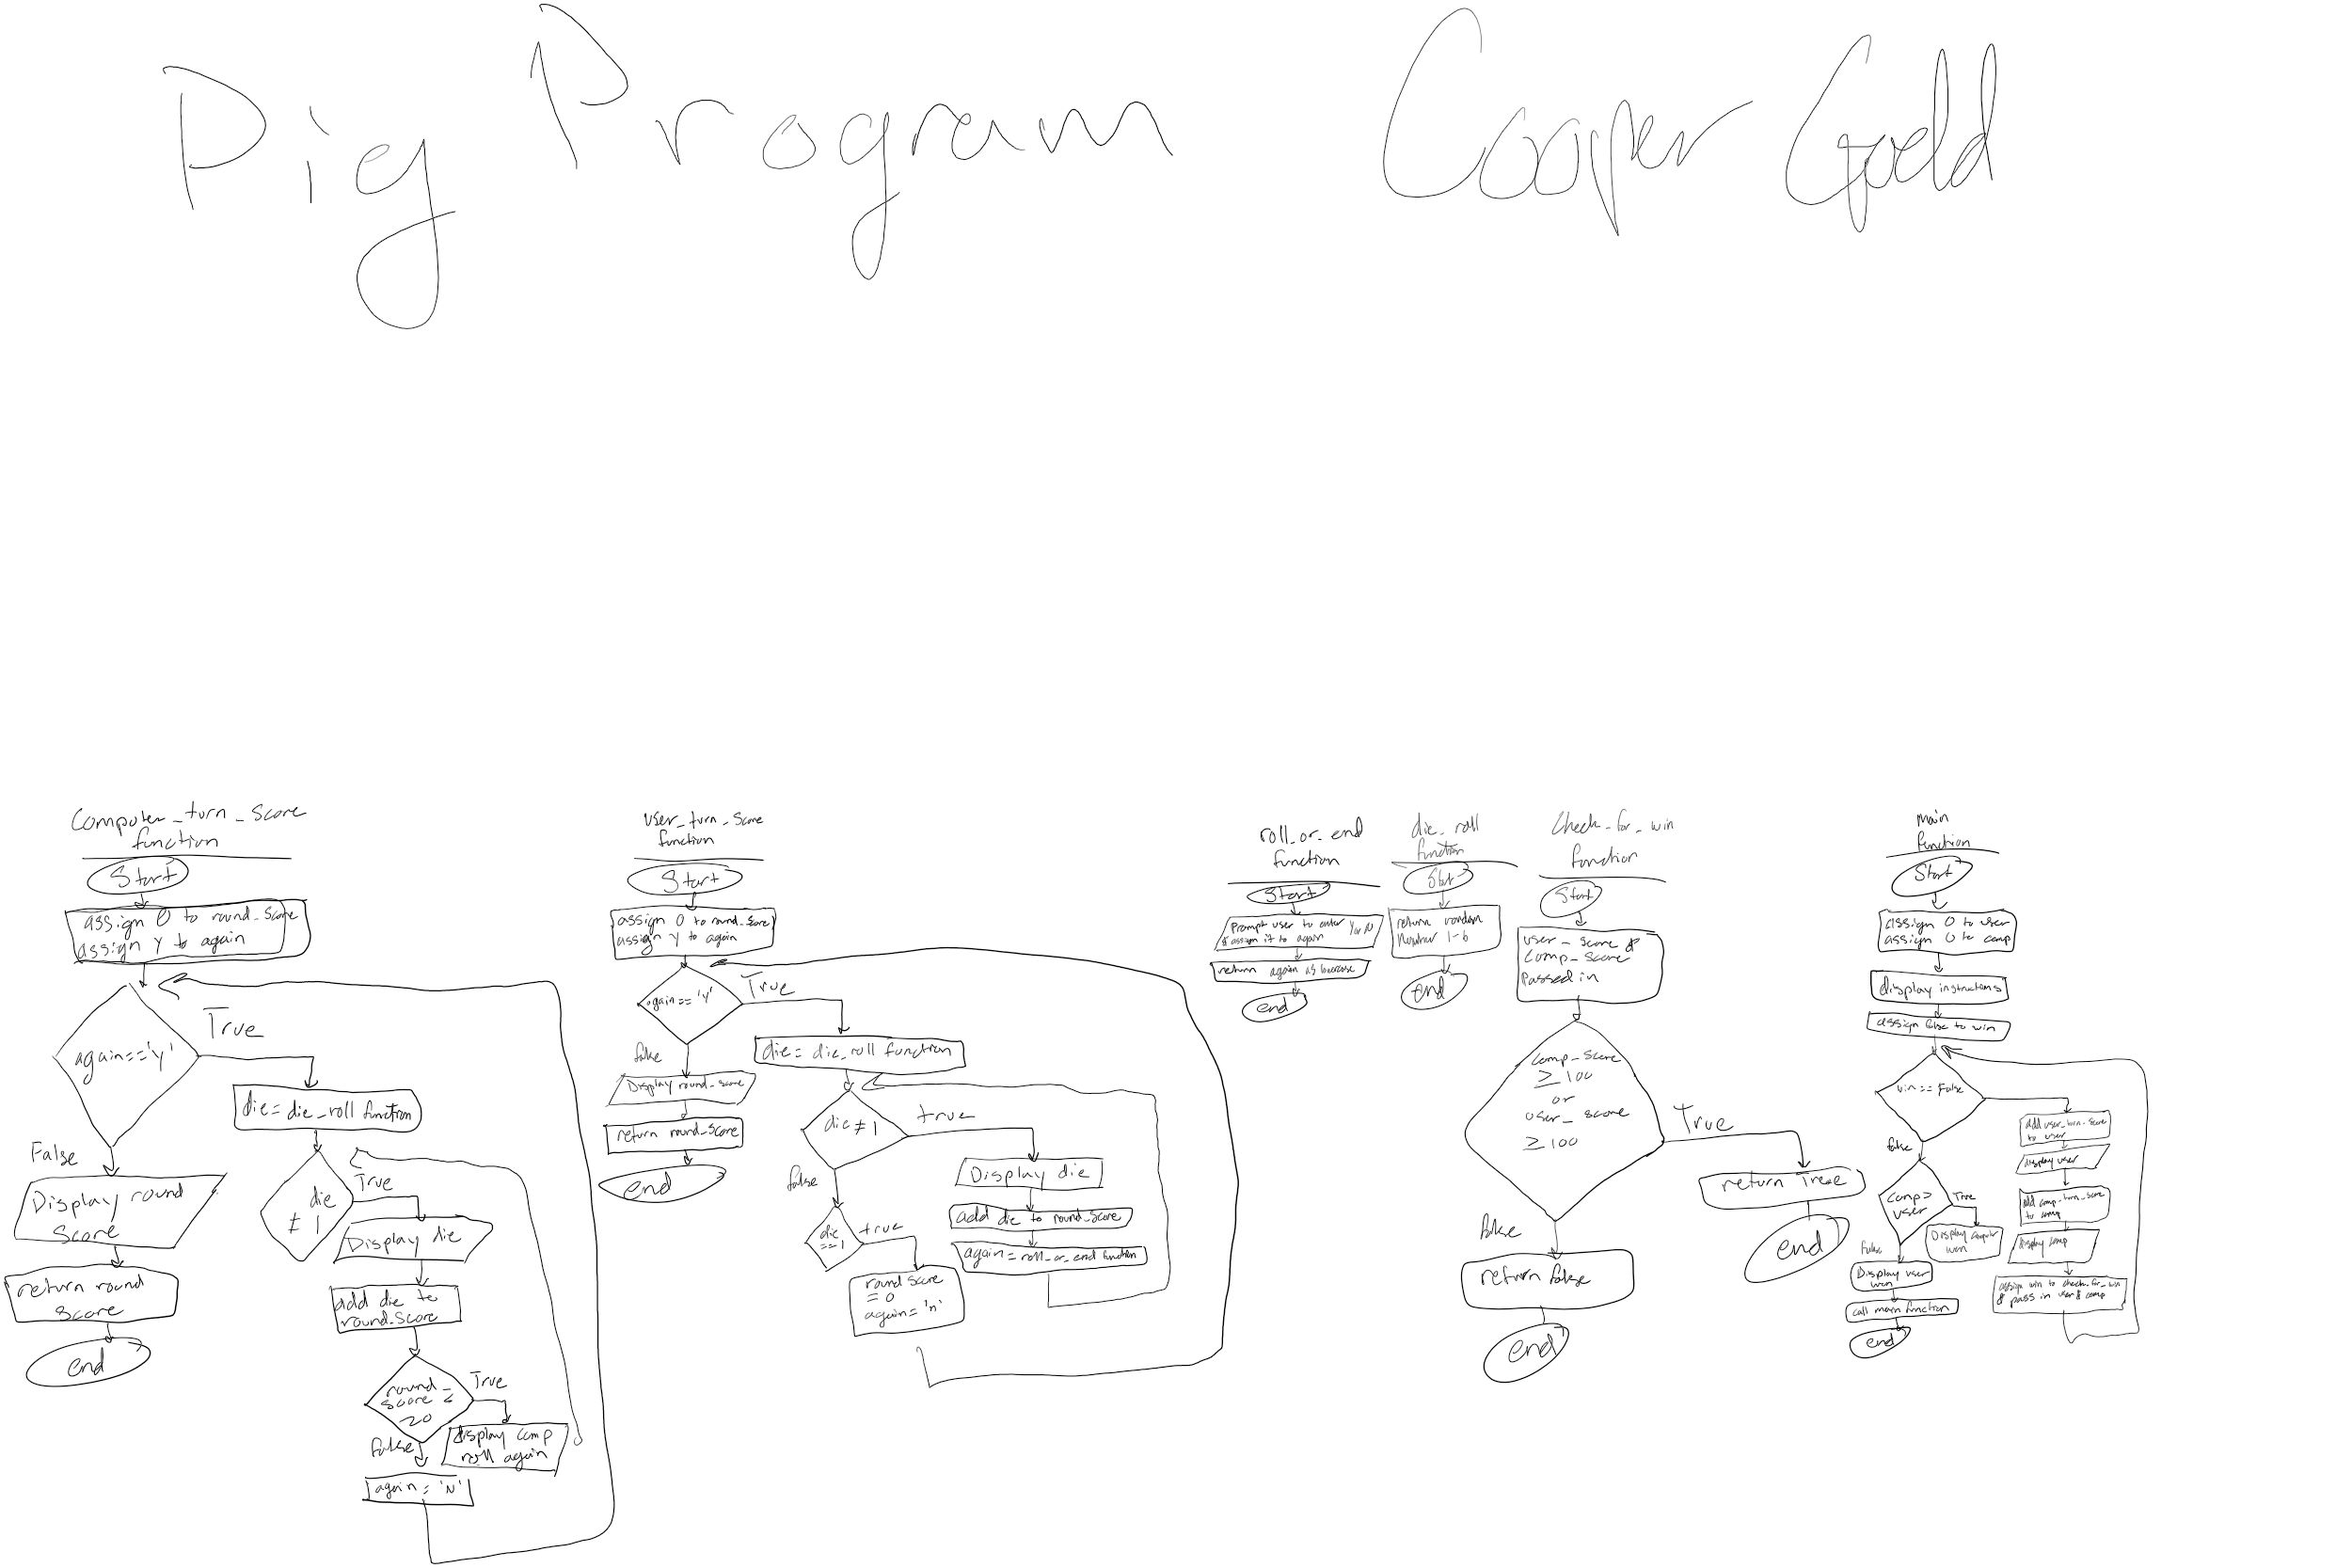 Pig Program
Cooper Gold
Computer_turn_score
function
Start
assign 0 to round_score
assign y to again
again=='y'
True
False
Display round
Score
return round
Score
end
die=die_roll function
die
≠ 1
True
Display die
add die to
round_score
round_
score ≤
20
True
False
display comp
roll again
again = 'N'
User_turn_score
function
Start
assign 0 to round_score
assign y to again
again=='y'
True
false
Display round_score
return round_score
end
die= die_roll function
die ≠ 1
true
false
Display die
add die to round_score
again=roll_or_end function
die
==1
true
round score
=0
again='n'
roll_or_end
function
Start
Prompt user to enter Y or N
& assign it to again
return again as lowercase
end
die_roll
function
Start
return random
Number 1-6
end
Check_for_win
function
Start
user_score &
Comp_score
Passed in
Comp_score
≥ 100
or
user_score
≥ 100
True
return True
end
false
return false
end
main
function
Start
assign 0 to user
assign 0 to comp
display instructions
assign false to win
win==False
false
add user_turn_score
to user
Display user
add comp_turn_score
to comp
Display comp
assign win to check_for_win
& pass in user & comp
comp>
user
True
Display computer
won
False
Display user
won
call main function
end